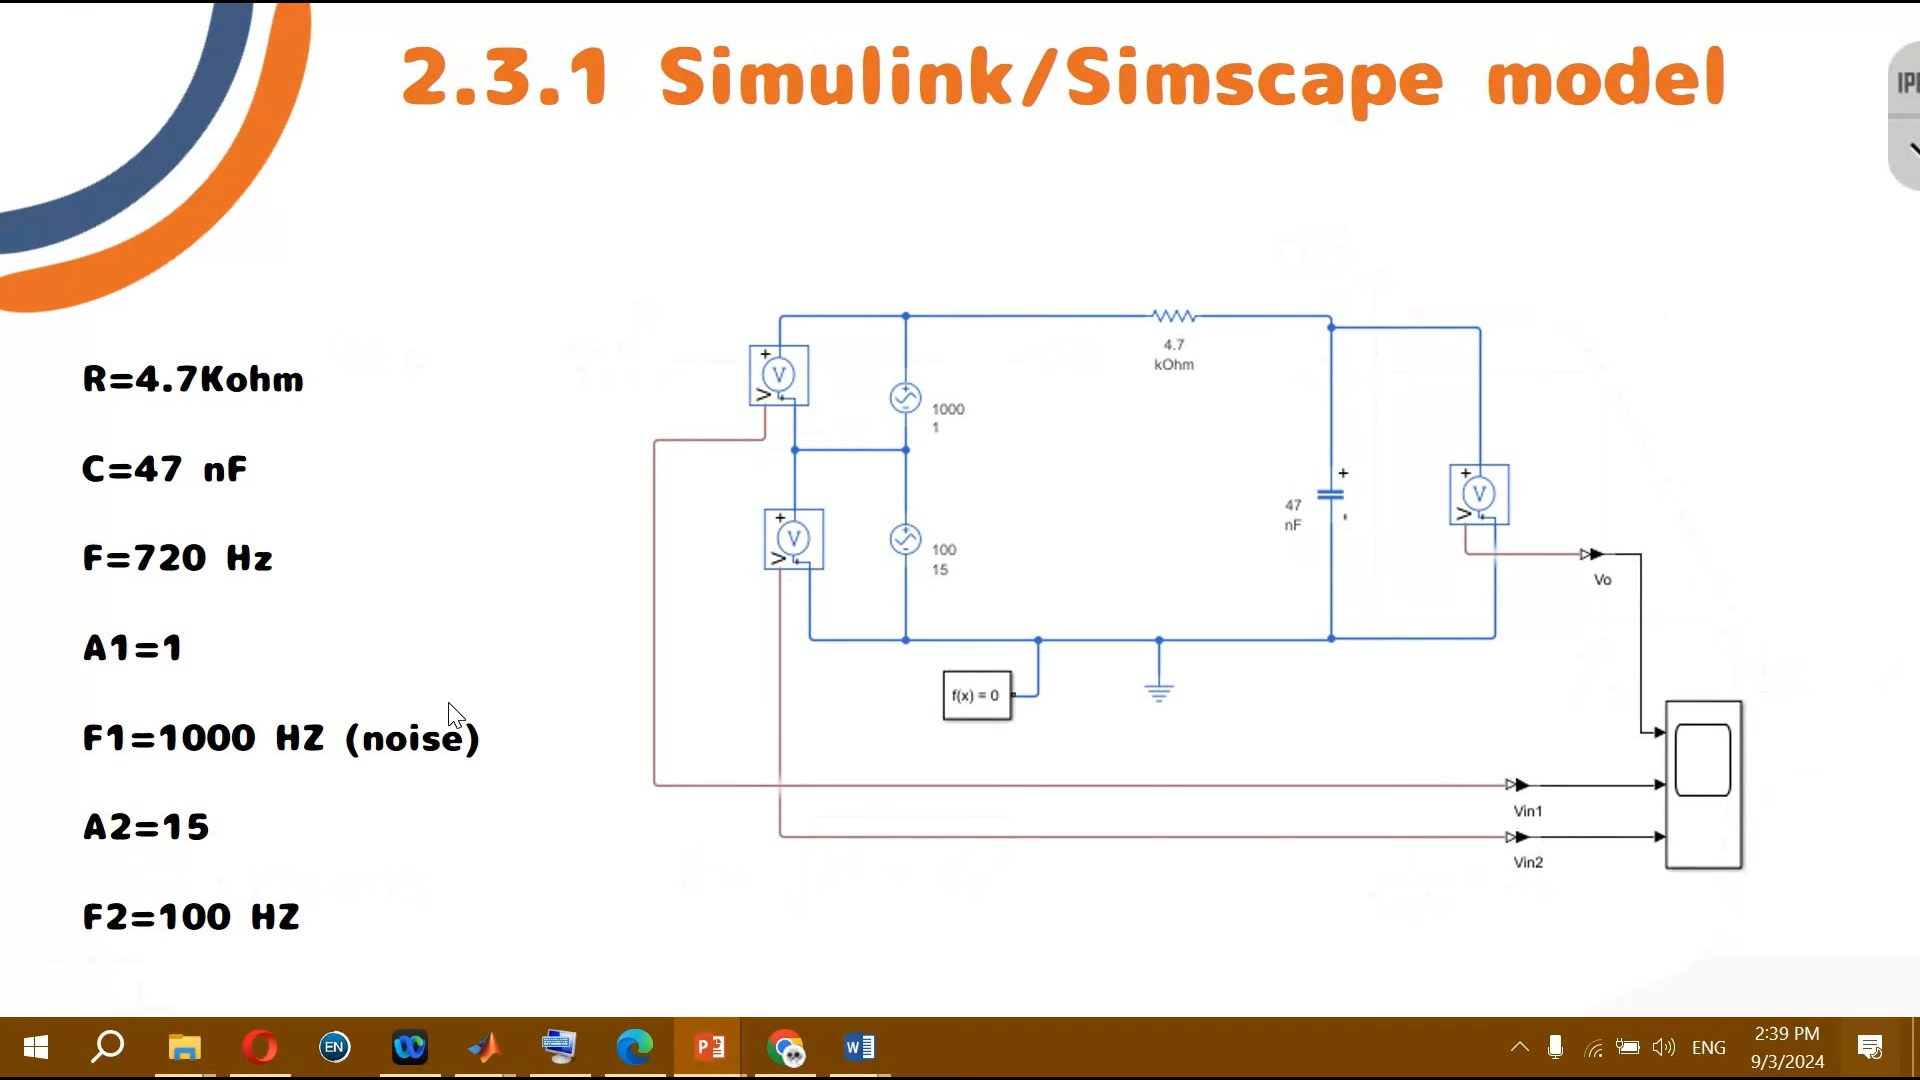 2.3.1 Simulink/Simscape model
R=4.7Kohm
C=47 nF
F=720 Hz
A1=1
F1=1000 HZ (noise)
A2=15
F2=100 HZ
4.7
kOhm
+
V
1000
1
+
V
100
15
+
47
nF
+
V
Vo
f(x) = 0
Vin1
Vin2
EN
ENG
2:39 PM
9/3/2024